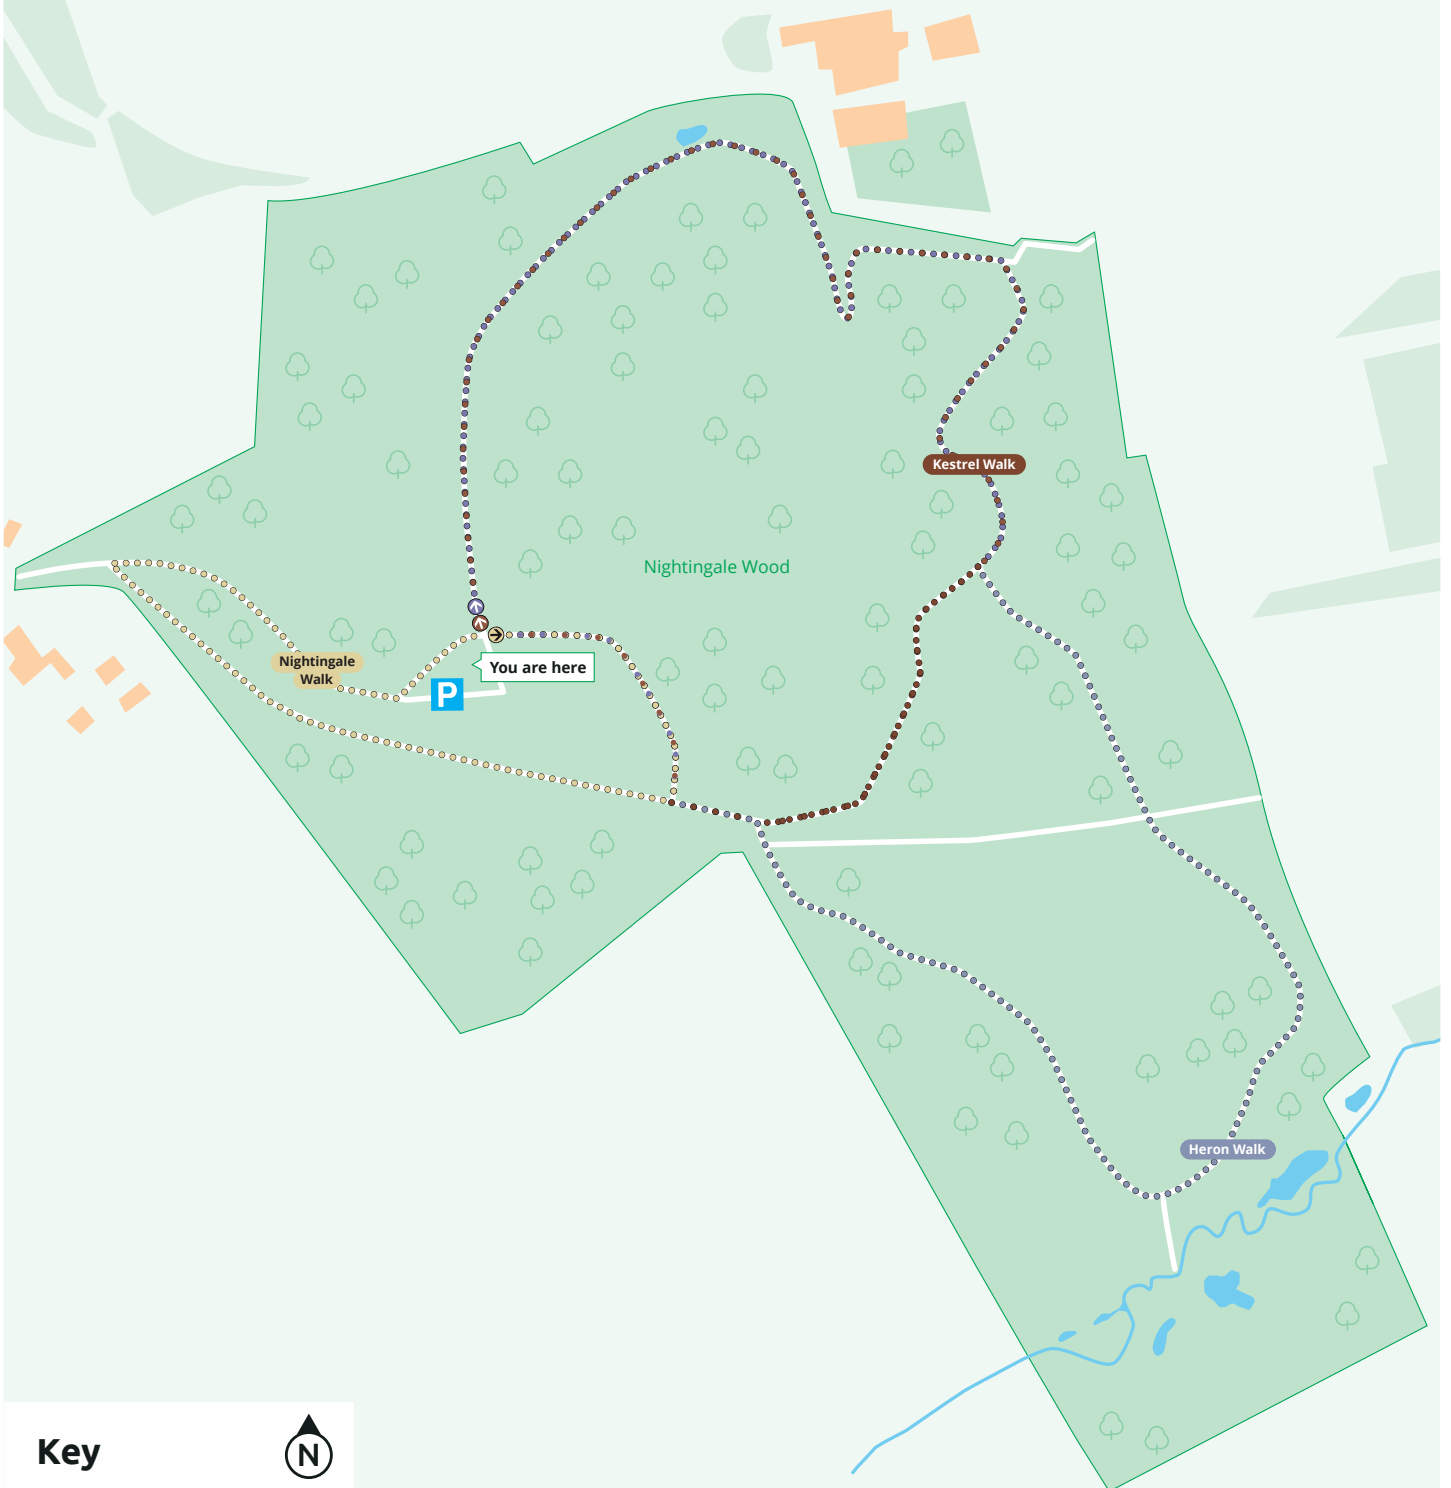 Kestrel Walk
Nightingale Wood
Nightingale
Walk
You are here
P
Heron Walk
Key
N